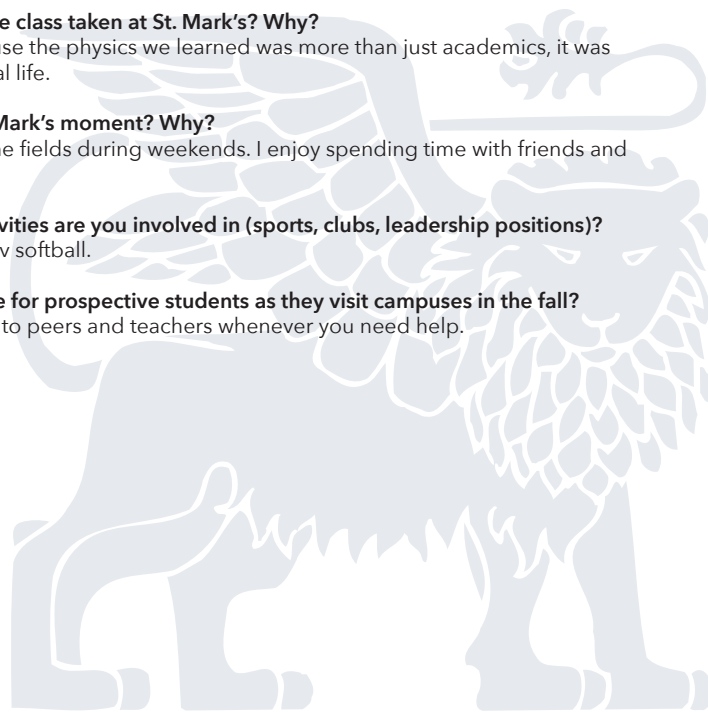 e class taken at St. Mark's? Why?
use the physics we learned was more than just academics, it was
al life.
Mark's moment? Why?
e fields during weekends. I enjoy spending time with friends and
vities are you involved in (sports, clubs, leadership positions)?
v softball.
e for prospective students as they visit campuses in the fall?
to peers and teachers whenever you need help.